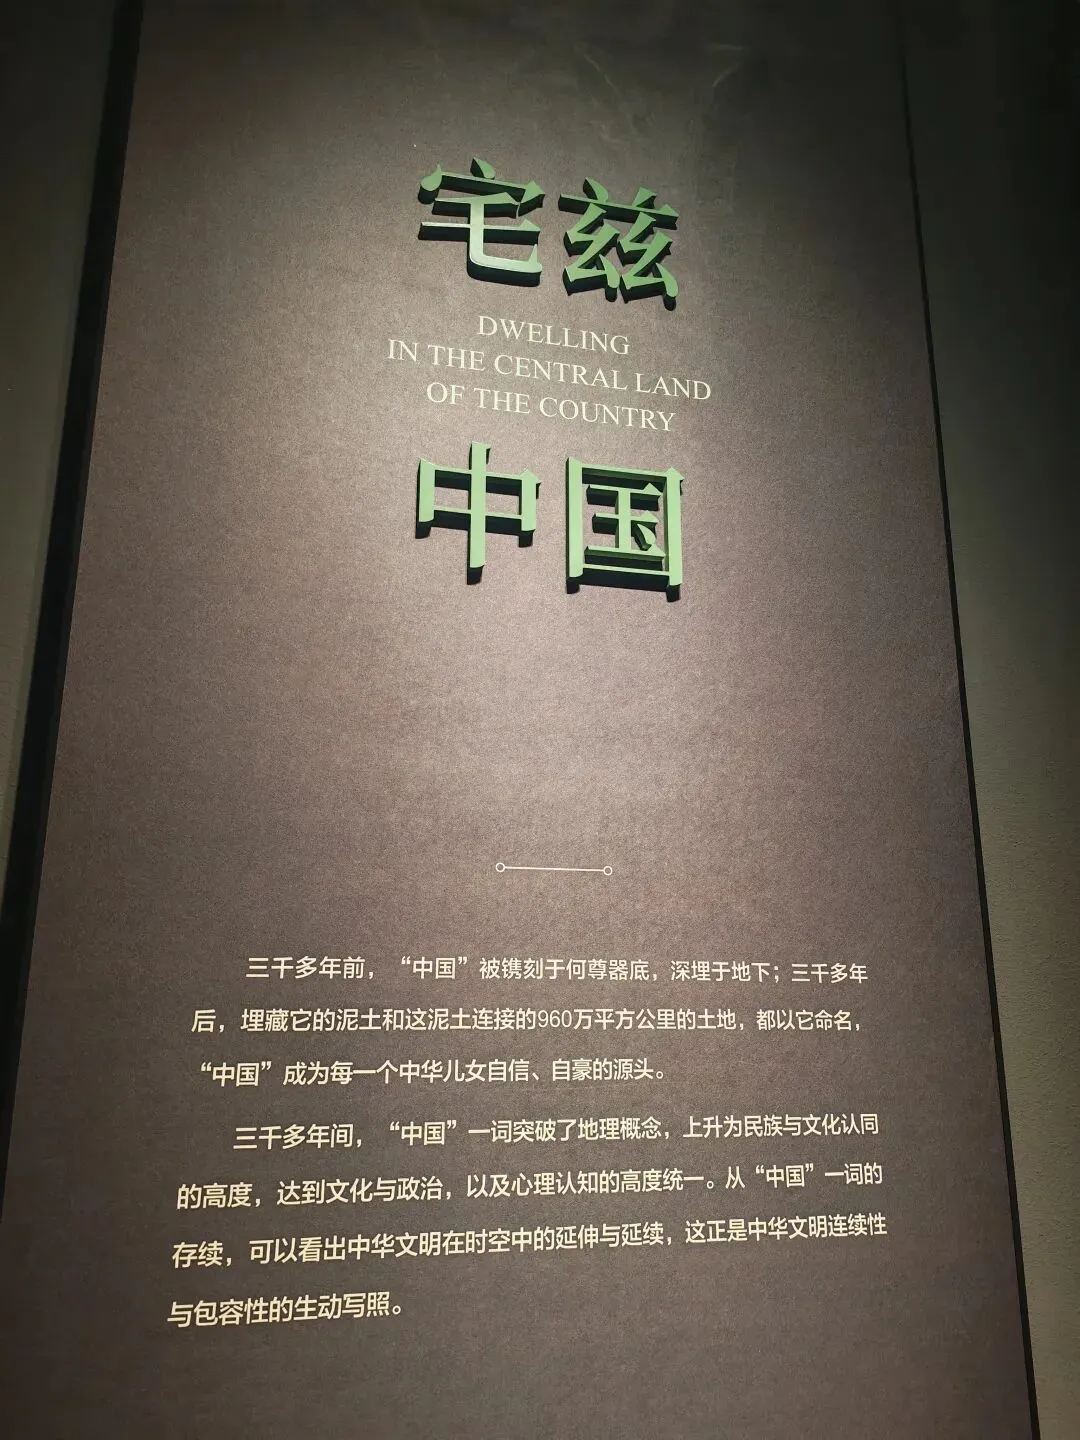 宅兹
DWELLING
IN THE CENTRAL LAND
OF THE COUNTRY
中国
三千多年前，“中国”被镌刻于何尊器底，深埋于地下；三千多年
后，埋藏它的泥土和这泥土连接的960万平方公里的土地，都以它命名，
“中国”成为每一个中华儿女自信、自豪的源头。
三千多年间，“中国”一词突破了地理概念，上升为民族与文化认同
的高度，达到文化与政治，以及心理认知的高度统一。从“中国”一词的
存续，可以看出中华文明在时空中的延伸与延续，这正是中华文明连续性
与包容性的生动写照。